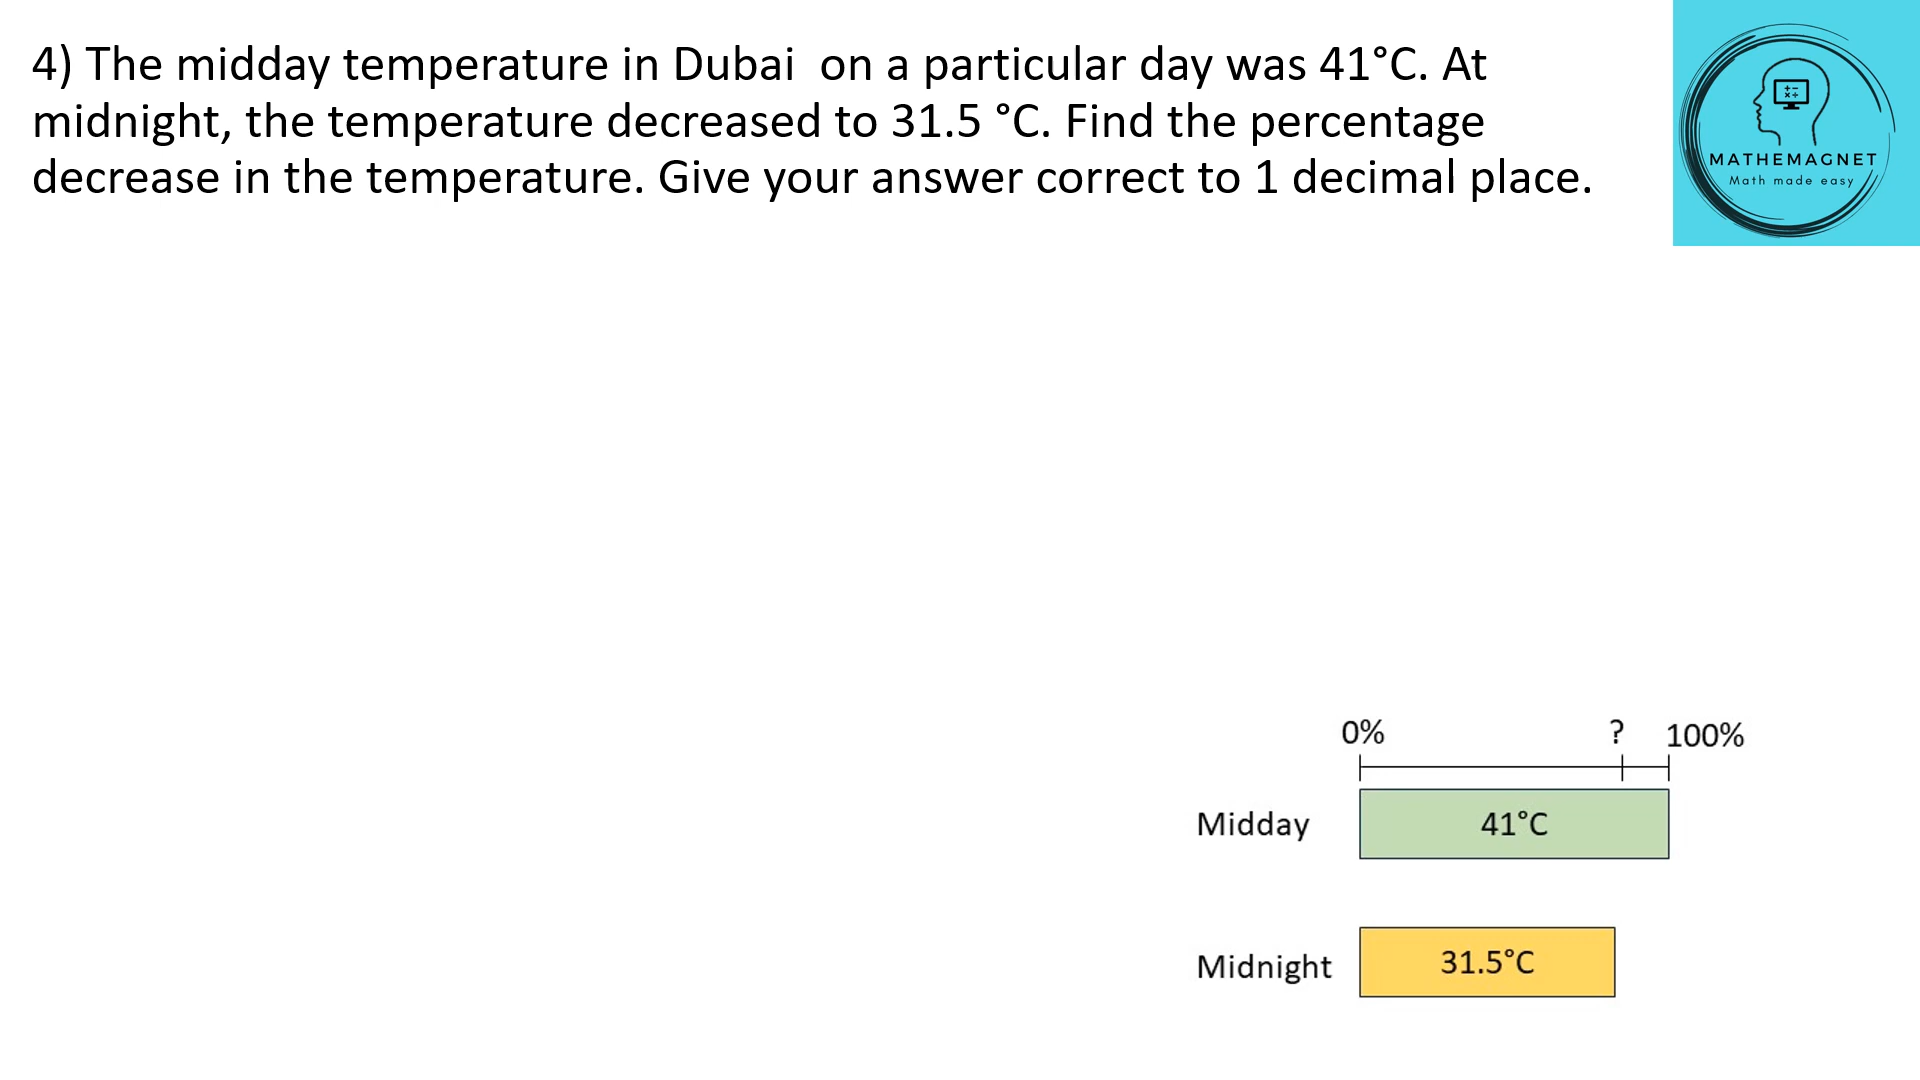 4) The midday temperature in Dubai  on a particular day was 41°C. At
midnight, the temperature decreased to 31.5 °C. Find the percentage
decrease in the temperature. Give your answer correct to 1 decimal place.
MATHEMAGNET
Math made easy
0% ? 100%
Midday 41°C
Midnight 31.5°C